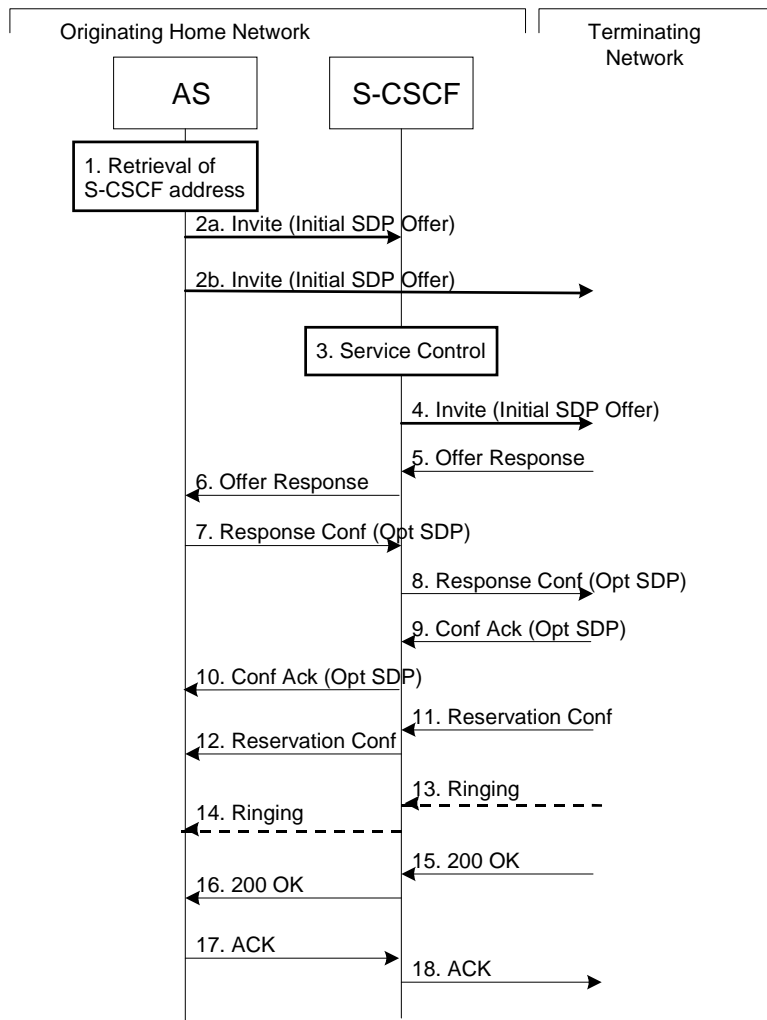 Originating Home Network
Terminating
Network
AS
S-CSCF
1. Retrieval of
S-CSCF address
2a. Invite (Initial SDP Offer)
2b. Invite (Initial SDP Offer)
3. Service Control
4. Invite (Initial SDP Offer)
5. Offer Response
6. Offer Response
7. Response Conf (Opt SDP)
8. Response Conf (Opt SDP)
9. Conf Ack (Opt SDP)
10. Conf Ack (Opt SDP)
11. Reservation Conf
12. Reservation Conf
13. Ringing
14. Ringing
15. 200 OK
16. 200 OK
17. ACK
18. ACK